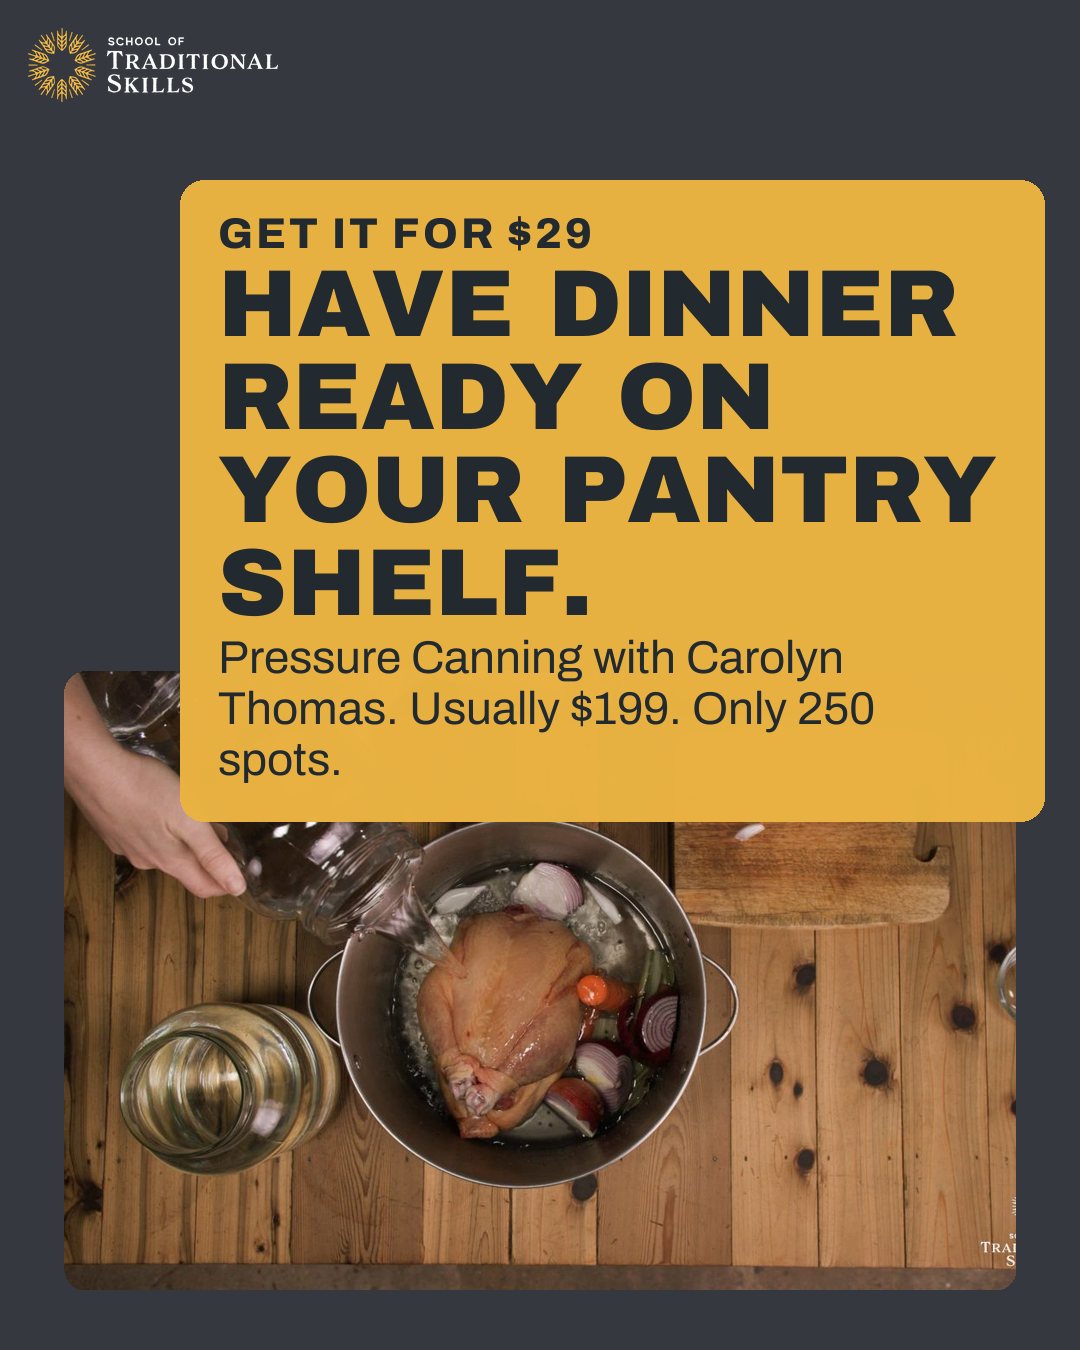 SCHOOL OF
TRADITIONAL
SKILLS
GET IT FOR $29
HAVE DINNER
READY ON
YOUR PANTRY
SHELF.
Pressure Canning with Carolyn
Thomas. Usually $199. Only 250
spots.